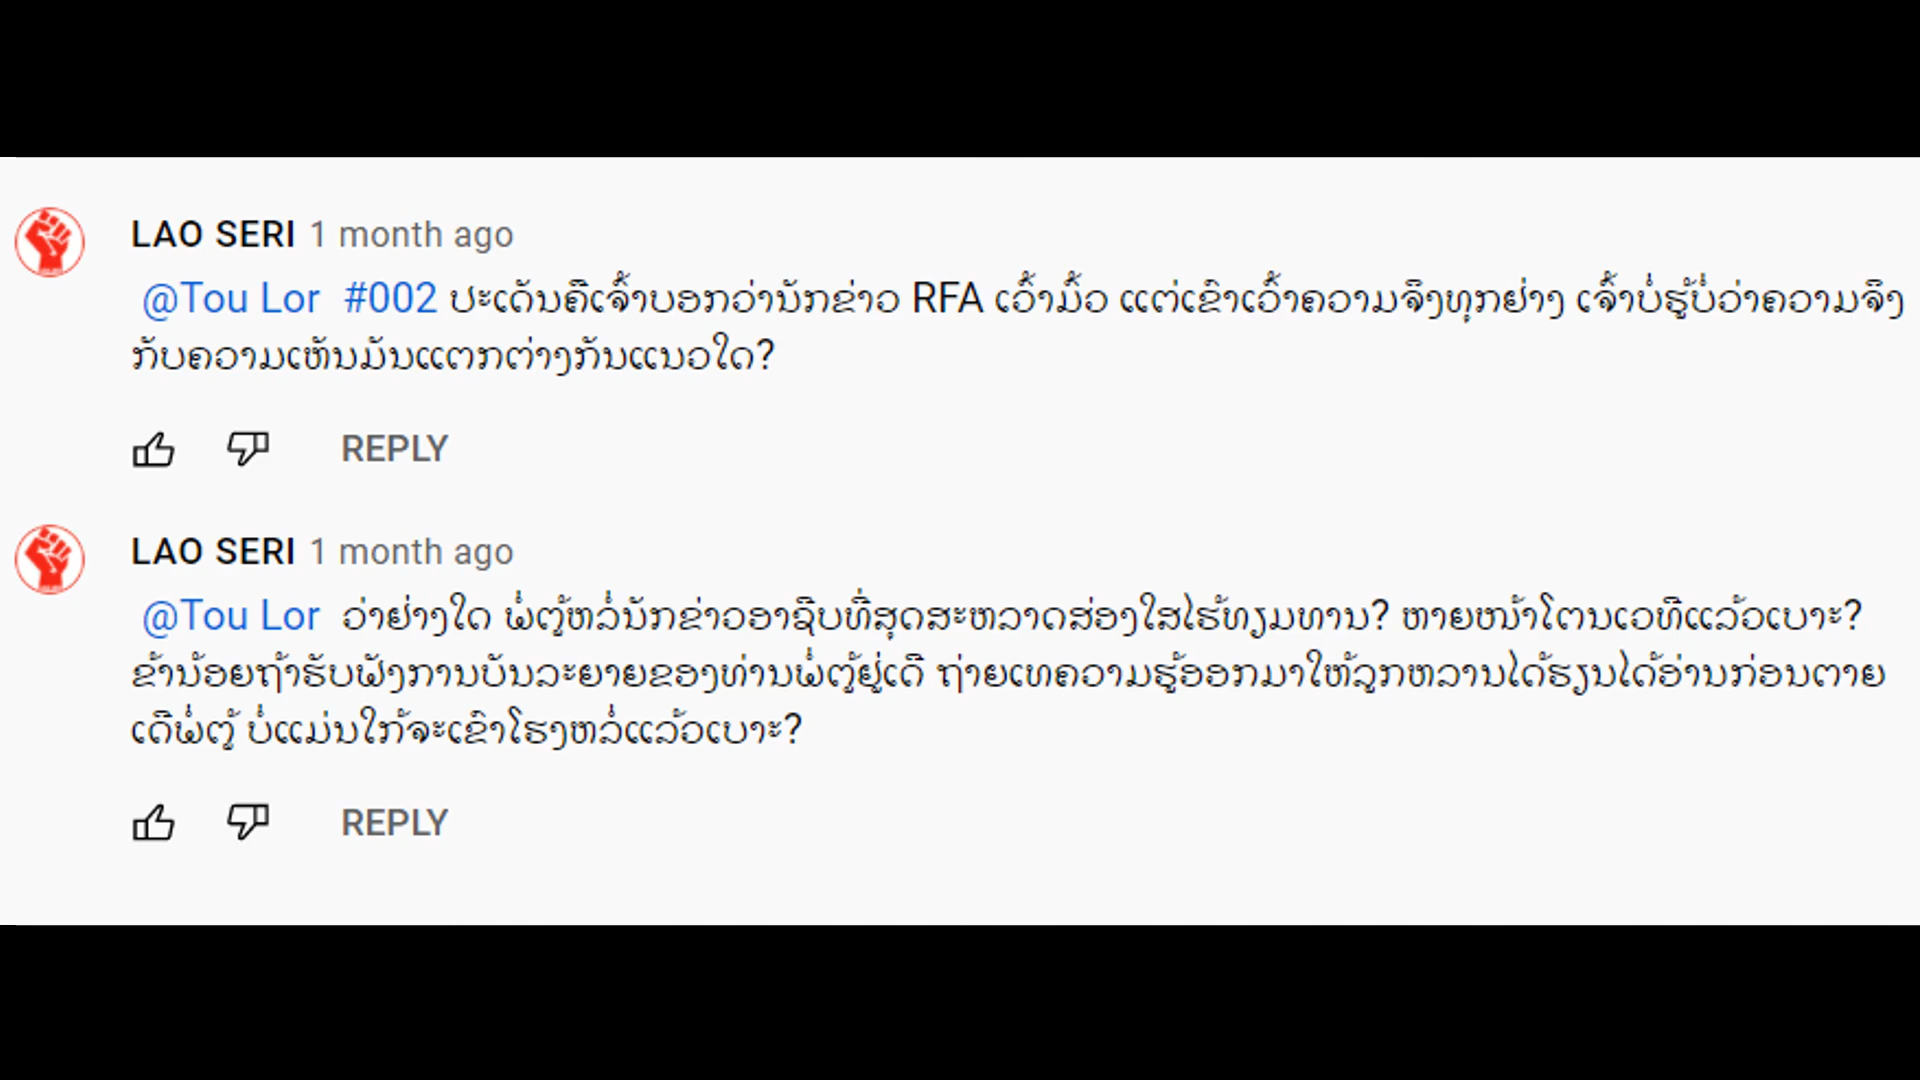 LAO SERI 1 month ago
@Tou Lor #002 ປະເດັນຄືເຈົ້າບອກວ່ານັກຂ່າວ RFA ເວົ້າມົ້ວ ແຕ່ເຂົາເວົ້າຄວາມຈິງທຸກຢ່າງ ເຈົ້າບໍ່ຮູ້ບໍ່ວ່າຄວາມຈິງ
ກັບຄວາມເຫັນມັນແຕກຕ່າງກັນແນວໃດ?
REPLY
LAO SERI 1 month ago
@Tou Lor ວ່າຢ່າງໃດ ພໍ່ຕູ້ຫລໍ່ນັກຂ່າວອາຊີບທີ່ສຸດສະຫລາດສ່ອງໃສໄຮ້ທຽມທານ? ຫາຍໜ້າໂຕນເວທີແລ້ວເບາະ?
ຂ້ານ້ອຍຖ້າຮັບຟັງການບັນລະຍາຍຂອງທ່ານພໍ່ຕູ້ຢູ່ເດີ ຖ່າຍເທຄວາມຮູ້ອອກມາໃຫ້ລູກຫລານໄດ້ຮຽນໄດ້ອ່ານກ່ອນຕາຍ
ເດີພໍ່ຕູ້ ບໍ່ແມ່ນໃກ້ຈະເຂົາໂຮງຫລໍ່ແລ້ວເບາະ?
REPLY